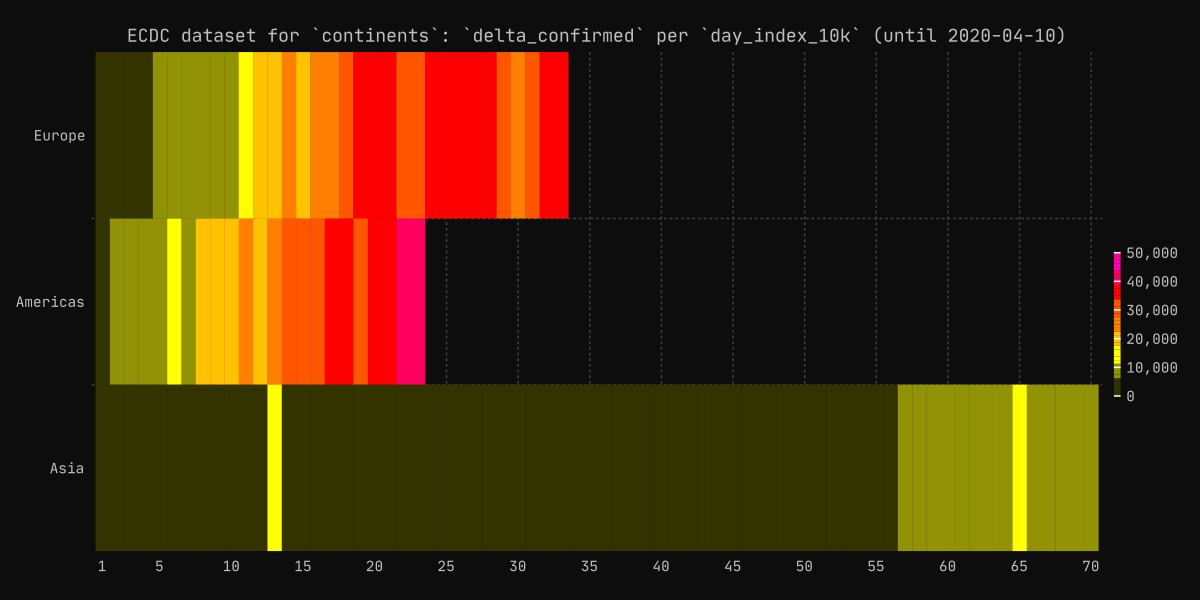 ECDC dataset for `continents`: `delta_confirmed` per `day_index_10k` (until 2020-04-10)
Europe
Americas
Asia
50,000
40,000
30,000
20,000
10,000
0
1 5 10 15 20 25 30 35 40 45 50 55 60 65 70